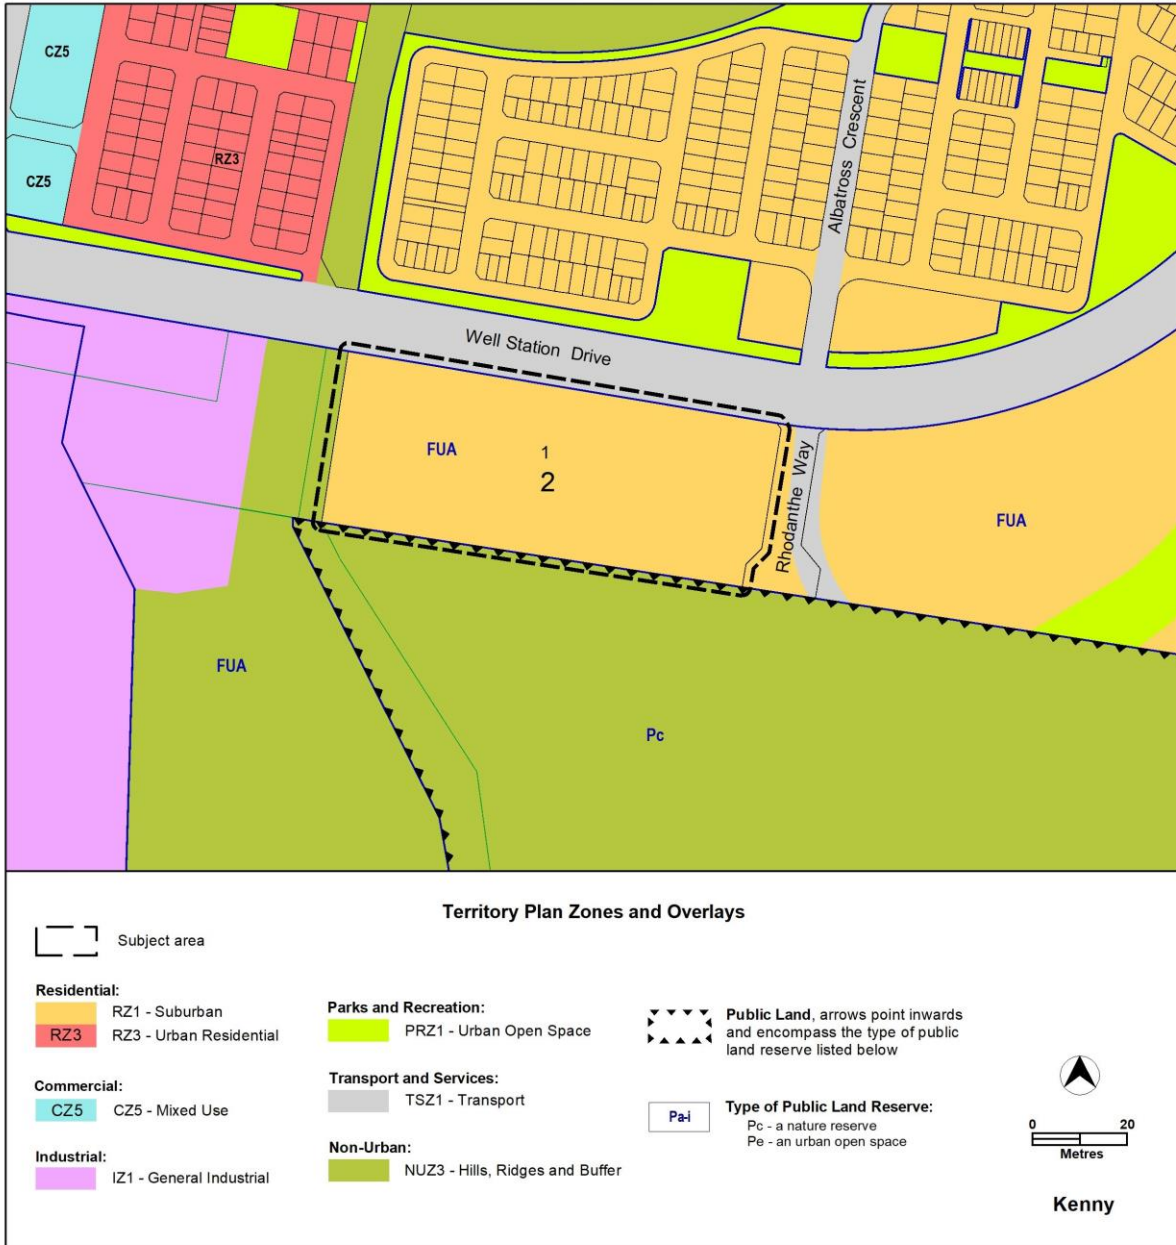 CZ5
CZ5
RZ3
Albatross Crescent
Well Station Drive
FUA
1
2
Rhodanthe Way
FUA
FUA
Pc
Territory Plan Zones and Overlays
Subject area
Residential:
RZ1 - Suburban
RZ3
RZ3 - Urban Residential
Commercial:
CZ5
CZ5 - Mixed Use
Industrial:
IZ1 - General Industrial
Parks and Recreation:
PRZ1 - Urban Open Space
Transport and Services:
TSZ1 - Transport
Non-Urban:
NUZ3 - Hills, Ridges and Buffer
Public Land, arrows point inwards
and encompass the type of public
land reserve listed below
Pa-i
Type of Public Land Reserve:
Pc - a nature reserve
Pe - an urban open space
0 20
Metres
Kenny